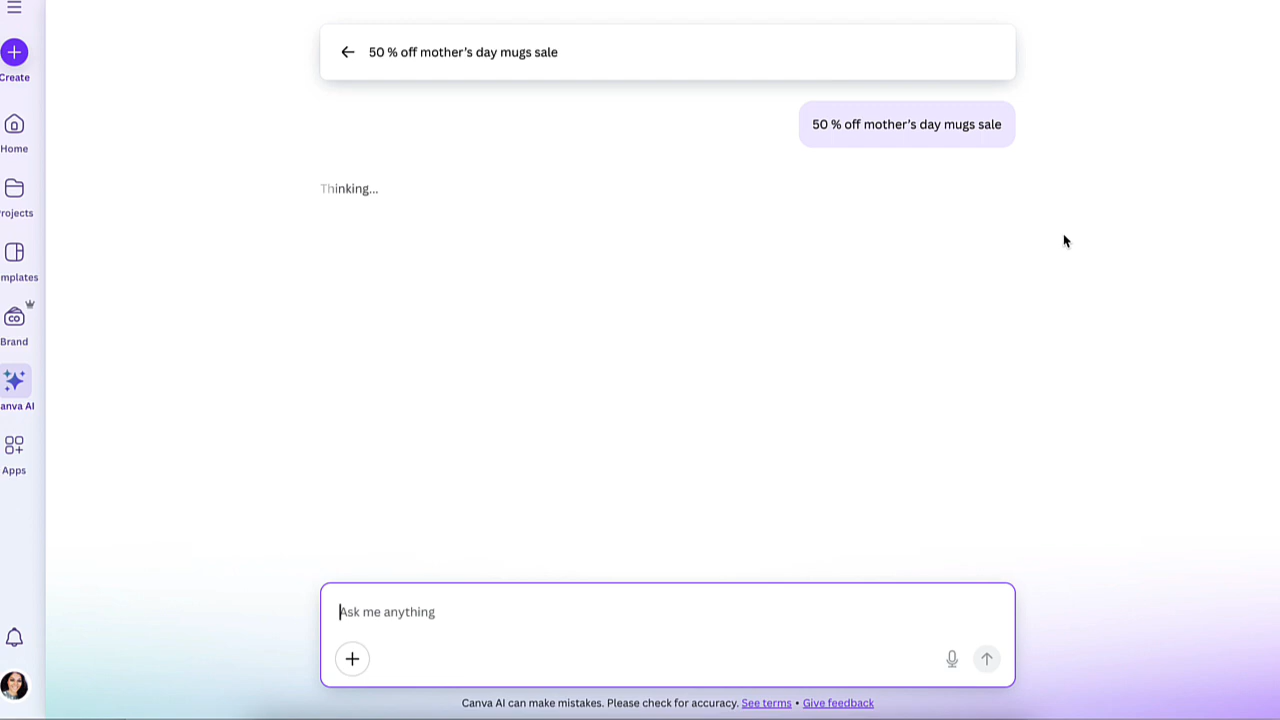 50 % off mother's day mugs sale
50 % off mother's day mugs sale
Thinking...
Create
Home
rojects
mplates
Brand
anva AI
Apps
Ask me anything
Canva AI can make mistakes. Please check for accuracy. See terms • Give feedback